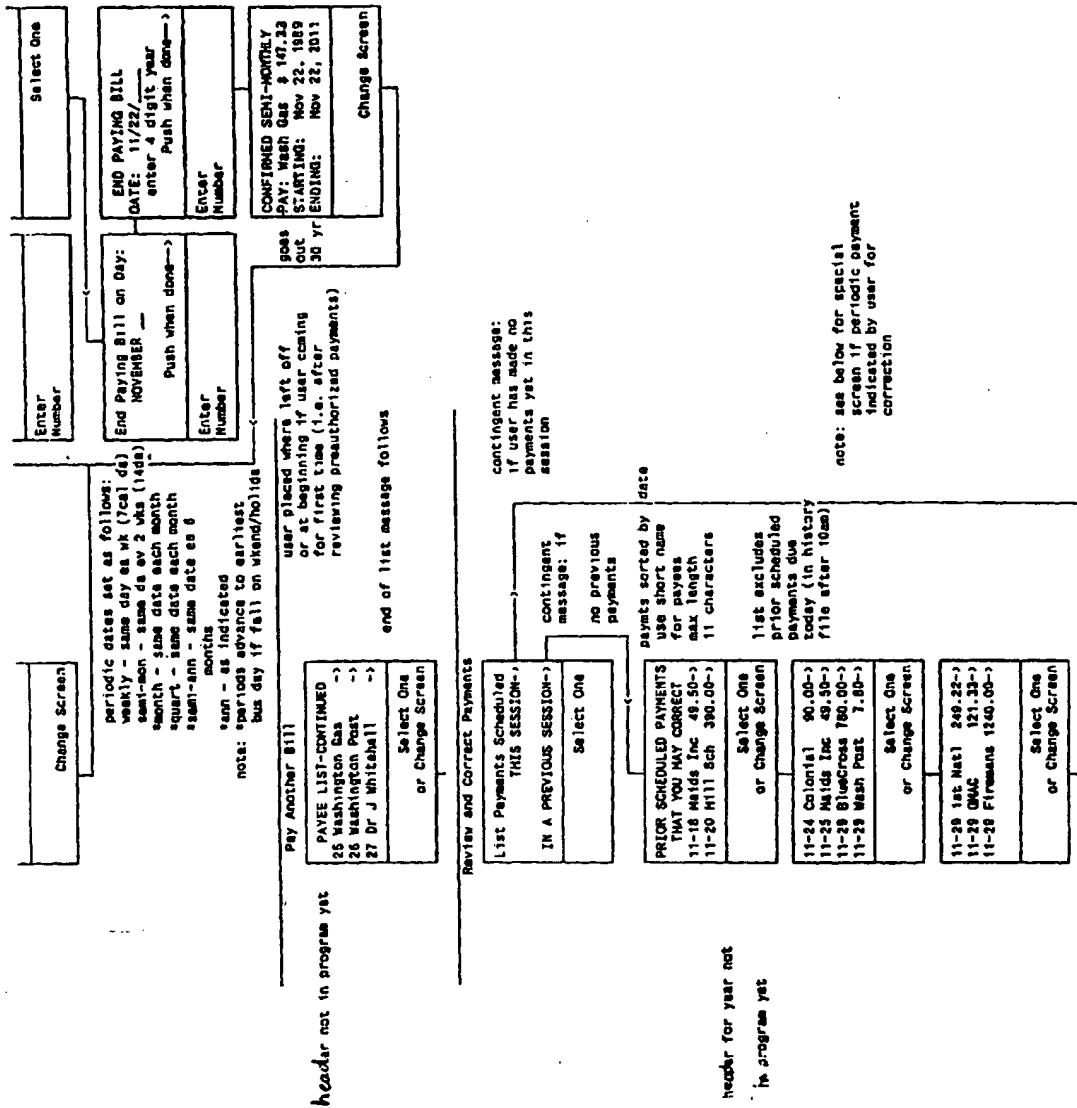 Change Screen
Enter
Number
Select One
periodic dates set as follows:
weekly - same day ea wk (7cal da)
semi-mon - same da ev 2 wks (14da)
*month - same date each month
*quart - same date each month
*semi-ann - same date ea 6
months
*ann - as indicated
note: *periods advance to earliest
bus day if fall on wkend/holida
End Paying Bill on Day:
NOVEMBER __
Push when done-->
Enter
Number
END PAYING BILL
DATE: 11/22/____
enter 4 digit year
Push when done-->
Enter
Number
goes
out
30 yr
CONFIRMED SEMI-MONTHLY
PAY: Wash Gas $ 147.33
STARTING: Nov 22, 1989
ENDING: Nov 22, 2011
Change Screen
Pay Another Bill
header not in program yet
PAYEE LIST-CONTINUED
25 Washington Gas ->
26 Washington Post ->
27 Dr J Whitehall ->
Select One
or Change Screen
user placed where left off
or at beginning if user coming
for first time (i.e. after
reviewing preauthorized payments)
end of list message follows
Review and Correct Payments
List Payments Scheduled
THIS SESSION->
IN A PREVIOUS SESSION->
Select One
contingent message:
if user has made no
payments yet in this
session
contingent
message: if
no previous
payments
header for year not
in program yet
PRIOR SCHEDULED PAYMENTS
THAT YOU MAY CORRECT
11-18 Maids Inc 49.50->
11-20 Hill Sch 390.00->
Select One
or Change Screen
paymts sorted by date
use short name
for payees
max length
11 characters
11-24 Colonial 90.00->
11-25 Maids Inc 49.50->
11-29 BlueCross 780.00->
11-29 Wash Post 7.80->
Select One
or Change Screen
list excludes
prior scheduled
payments due
today (in history
file after 10am)
note: see below for special
screen if periodic payment
indicated by user for
correction
11-29 1st Natl 249.22->
11-29 GMAC 121.33->
11-29 Firemans 1240.00->
Select One
or Change Screen